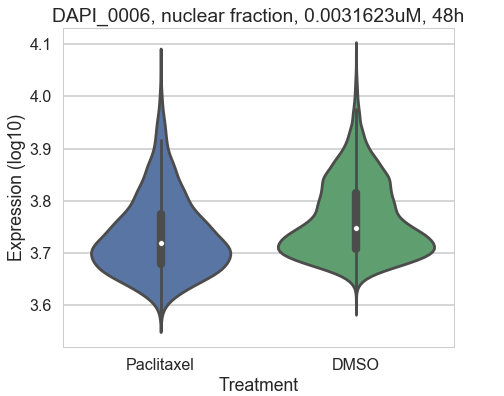 DAPI_0006, nuclear fraction, 0.0031623uM, 48h
Expression (log10)
4.1
4.0
3.9
3.8
3.7
3.6
Paclitaxel DMSO
Treatment